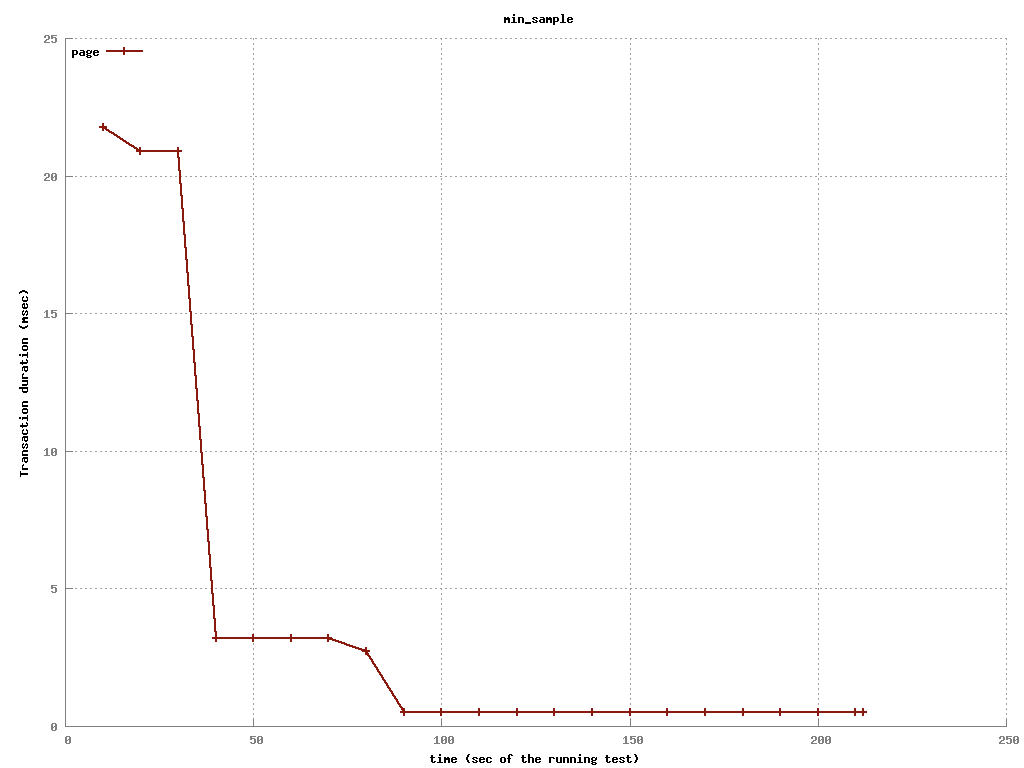 min_sample
page
25
20
15
10
5
0
Transaction duration (msec)
0 50 100 150 200 250
time (sec of the running test)